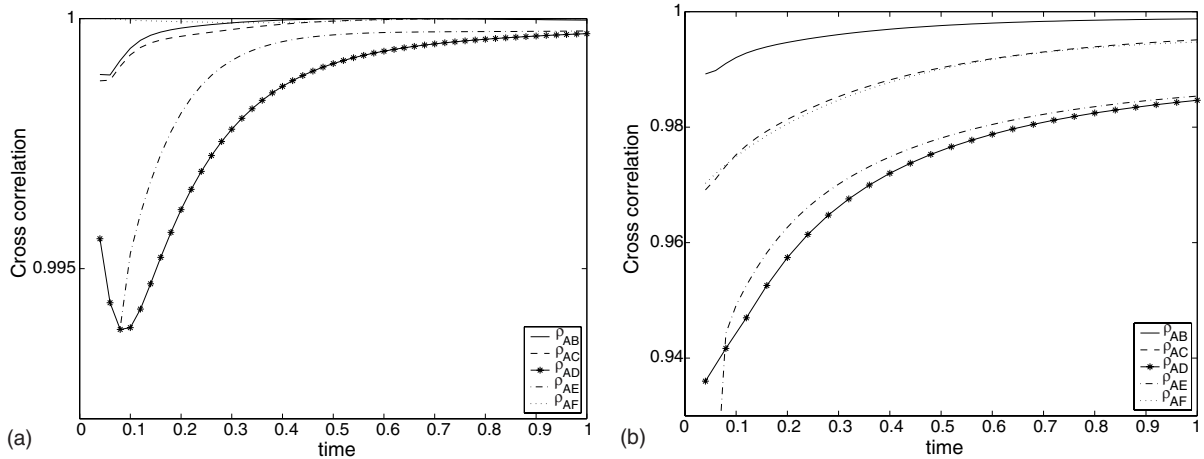 1
0.995
Cross correlation
0 0.1 0.2 0.3 0.4 0.5 0.6 0.7 0.8 0.9 1
time
ρAB
ρAC
ρAD
ρAE
ρAF
(a)
1
0.98
0.96
0.94
Cross correlation
0 0.1 0.2 0.3 0.4 0.5 0.6 0.7 0.8 0.9 1
time
ρAB
ρAC
ρAD
ρAE
ρAF
(b)